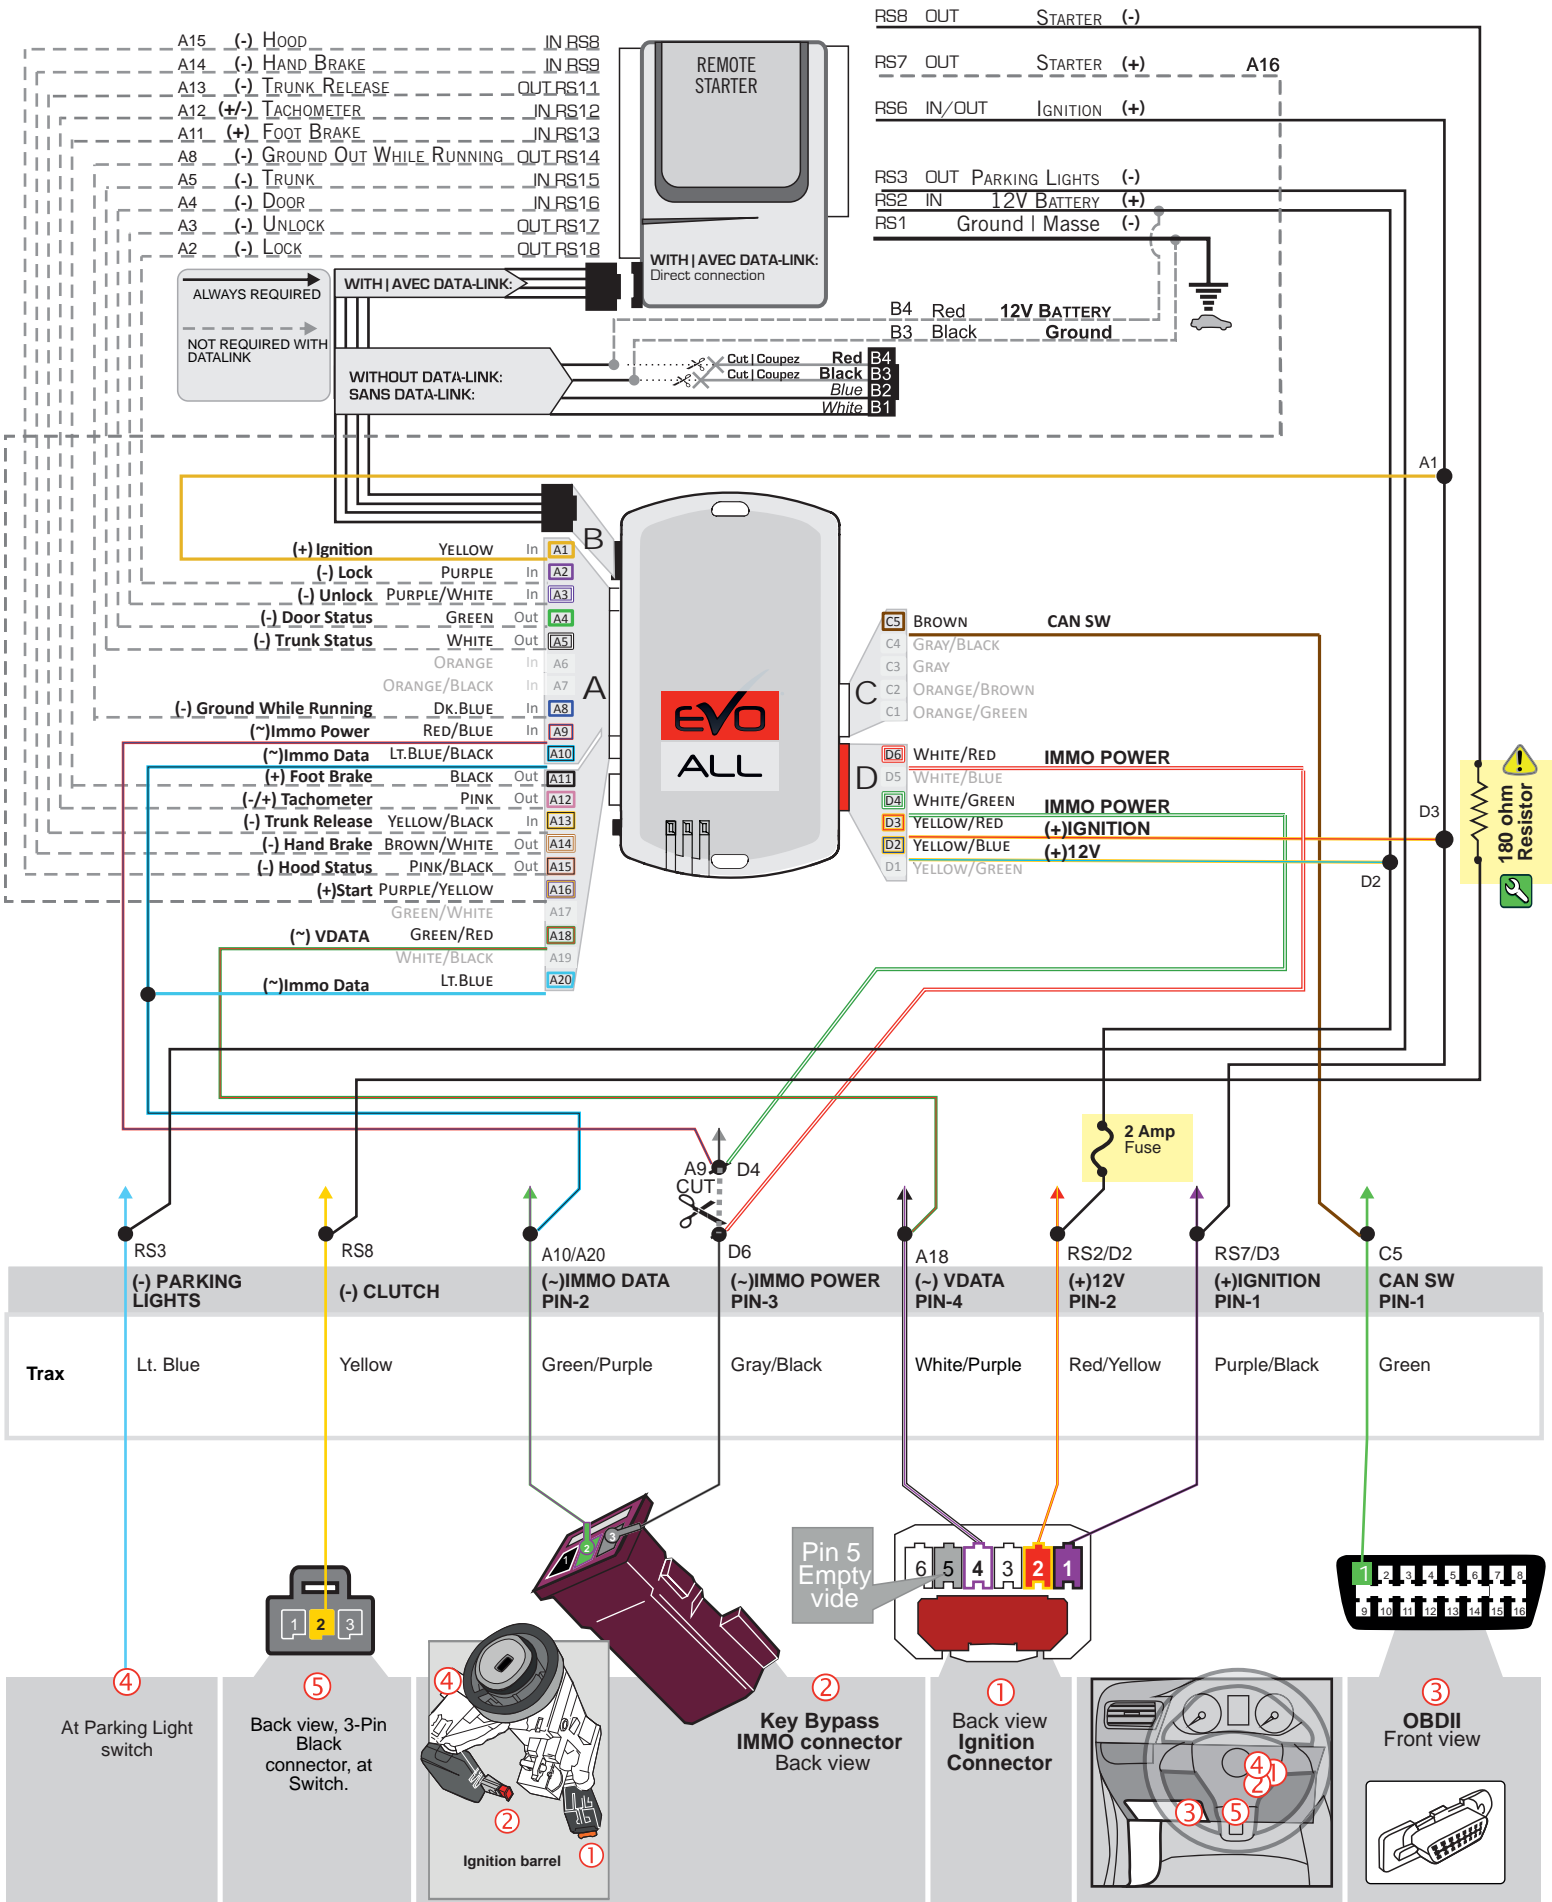 RS8 OUT STARTER (-)
A15 (-) HOOD IN RS8
A14 (-) HAND BRAKE IN RS9
A13 (-) TRUNK RELEASE OUT RS11
A12 (+/-) TACHOMETER IN RS12
A11 (+) FOOT BRAKE IN RS13
A8 (-) GROUND OUT WHILE RUNNING OUT RS14
A5 (-) TRUNK IN RS15
A4 (-) DOOR IN RS16
A3 (-) UNLOCK OUT RS17
A2 (-) LOCK OUT RS18
REMOTE
STARTER
WITH | AVEC DATA-LINK:
Direct connection
RS7 OUT STARTER (+) A16
RS6 IN/OUT IGNITION (+)
RS3 OUT PARKING LIGHTS (-)
RS2 IN 12V BATTERY (+)
RS1 Ground | Masse (-)
ALWAYS REQUIRED
NOT REQUIRED WITH
DATALINK
WITH | AVEC DATA-LINK:
B4 Red 12V BATTERY
B3 Black Ground
WITHOUT DATA-LINK:
SANS DATA-LINK:
Cut | Coupez Red B4
Cut | Coupez Black B3
Blue B2
White B1
A1
B
A
C
D
(+) Ignition YELLOW In A1
(-) Lock PURPLE In A2
(-) Unlock PURPLE/WHITE In A3
(-) Door Status GREEN Out A4
(-) Trunk Status WHITE Out A5
ORANGE In A6
ORANGE/BLACK In A7
(-) Ground While Running DK.BLUE In A8
(~)Immo Power RED/BLUE In A9
(~)Immo Data LT.BLUE/BLACK A10
(+) Foot Brake BLACK Out A11
(-/+) Tachometer PINK Out A12
(-) Trunk Release YELLOW/BLACK In A13
(-) Hand Brake BROWN/WHITE Out A14
(-) Hood Status PINK/BLACK Out A15
(+)Start PURPLE/YELLOW A16
GREEN/WHITE A17
(~) VDATA GREEN/RED A18
WHITE/BLACK A19
(~)Immo Data LT.BLUE A20
EVO
ALL
C5 BROWN CAN SW
C4 GRAY/BLACK
C3 GRAY
C2 ORANGE/BROWN
C1 ORANGE/GREEN
D6 WHITE/RED IMMO POWER
D5 WHITE/BLUE
D4 WHITE/GREEN IMMO POWER
D3 YELLOW/RED (+)IGNITION
D2 YELLOW/BLUE (+)12V
D1 YELLOW/GREEN
D3
D2
180 ohm
Resistor
2 Amp
Fuse
A9 D4
CUT
RS3 RS8 A10/A20 D6 A18 RS2/D2 RS7/D3 C5
(-) PARKING
LIGHTS
(-) CLUTCH
(~)IMMO DATA
PIN-2
(~)IMMO POWER
PIN-3
(~) VDATA
PIN-4
(+)12V
PIN-2
(+)IGNITION
PIN-1
CAN SW
PIN-1
Trax Lt. Blue Yellow Green/Purple Gray/Black White/Purple Red/Yellow Purple/Black Green
Pin 5
Empty
vide
1 2 3
1 2 3
6 5 4 3 2 1
1 2 3 4 5 6 7 8
9 10 11 12 13 14 15 16
④
At Parking Light
switch
⑤
Back view, 3-Pin
Black
connector, at
Switch.
④
②
①
Ignition barrel
②
Key Bypass
IMMO connector
Back view
①
Back view
Ignition
Connector
④
①
②
③
⑤
③
OBDII
Front view